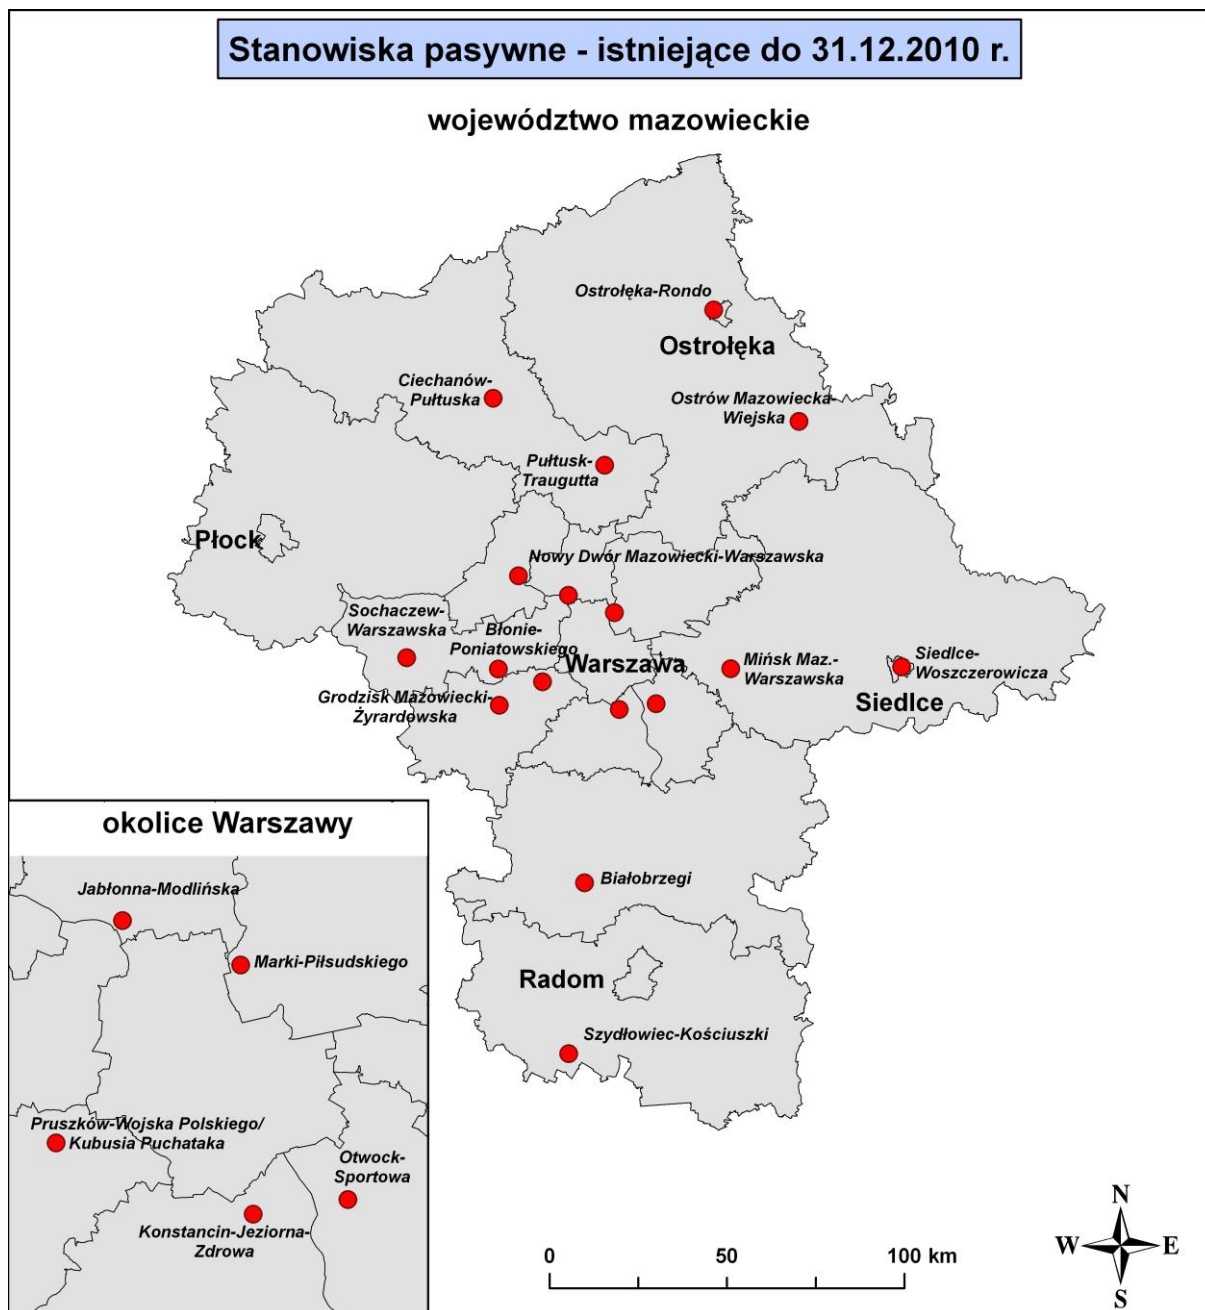 Stanowiska pasywne - istniejące do 31.12.2010 r.
województwo mazowieckie
Ostrołęka-Rondo
Ostrołęka
Ciechanów-
Pułtuska
Ostrów Mazowiecka-
Wiejska
Pułtusk-
Traugutta
Płock
Nowy Dwór Mazowiecki-Warszawska
Sochaczew-
Warszawska
Błonie-
Poniatowskiego
Warszawa
Mińsk Maz.-
Warszawska
Siedlce-
Woszczerowicza
Siedlce
Grodzisk Mazowiecki-
Żyrardowska
okolice Warszawy
Jabłonna-Modlińska
Marki-Piłsudskiego
Pruszków-Wojska Polskiego/
Kubusia Puchataka
Otwock-
Sportowa
Konstancin-Jeziorna-
Zdrowa
Białobrzegi
Radom
Szydłowiec-Kościuszki
0 50 100 km
N
W E
S